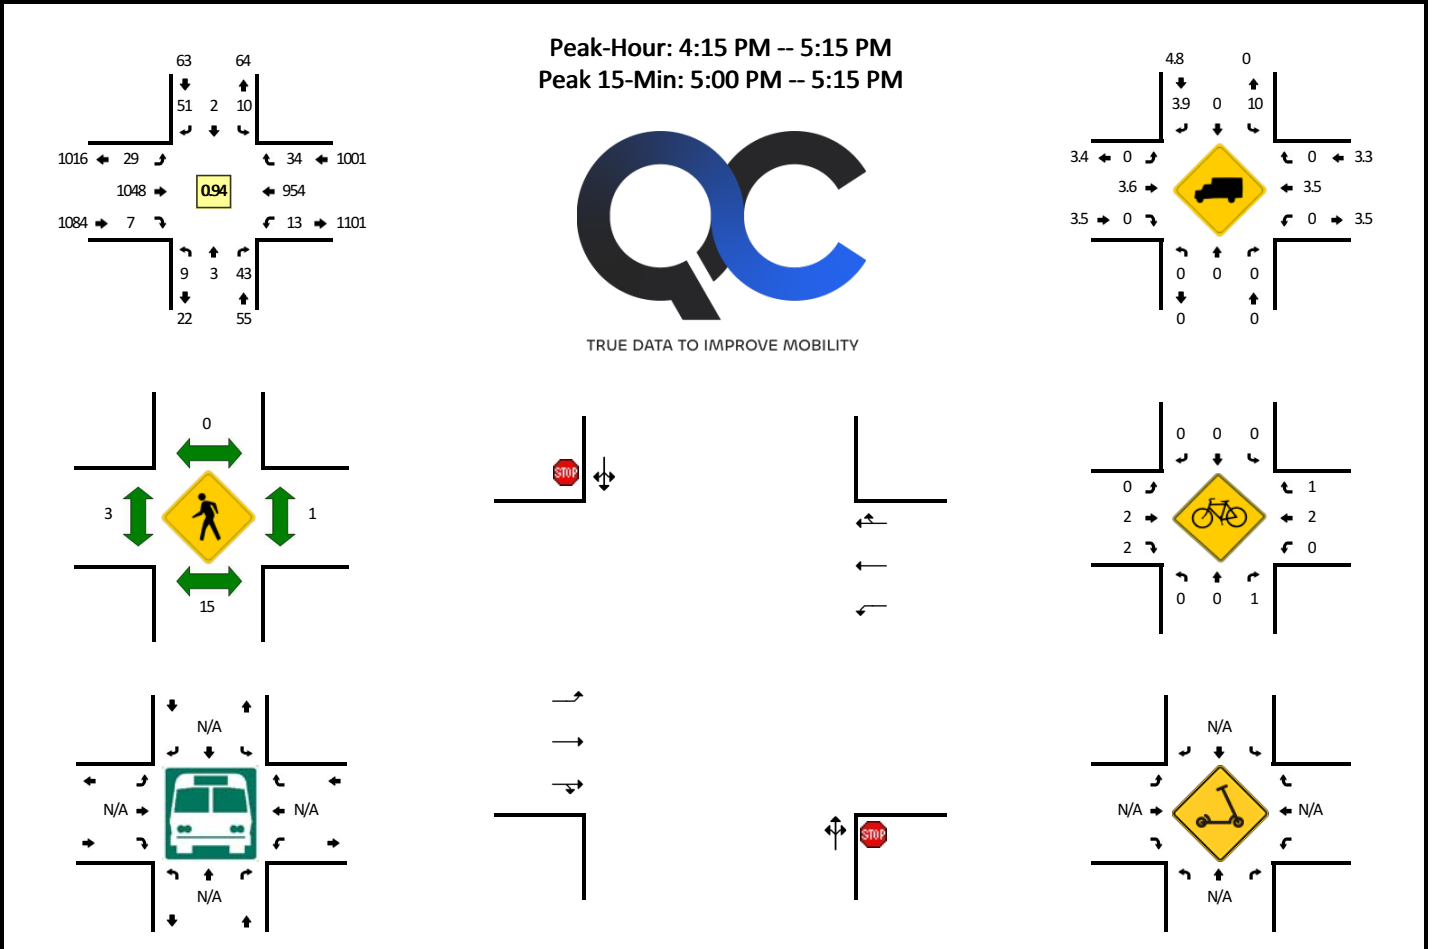 Peak-Hour: 4:15 PM -- 5:15 PM
Peak 15-Min: 5:00 PM -- 5:15 PM
63 64
51 2 10
1016 29 34 1001
1048 0.94 954
1084 7 13 1101
9 3 43
22 55
TRUE DATA TO IMPROVE MOBILITY
4.8 0
3.9 0 10
3.4 0 0 3.3
3.6 3.5
3.5 0 0 3.5
0 0 0
0 0
0
3 1
15
STOP
STOP
0 0 0
0 1
2 2
2 0
0 0 1
N/A
N/A N/A
N/A
N/A
N/A N/A
N/A